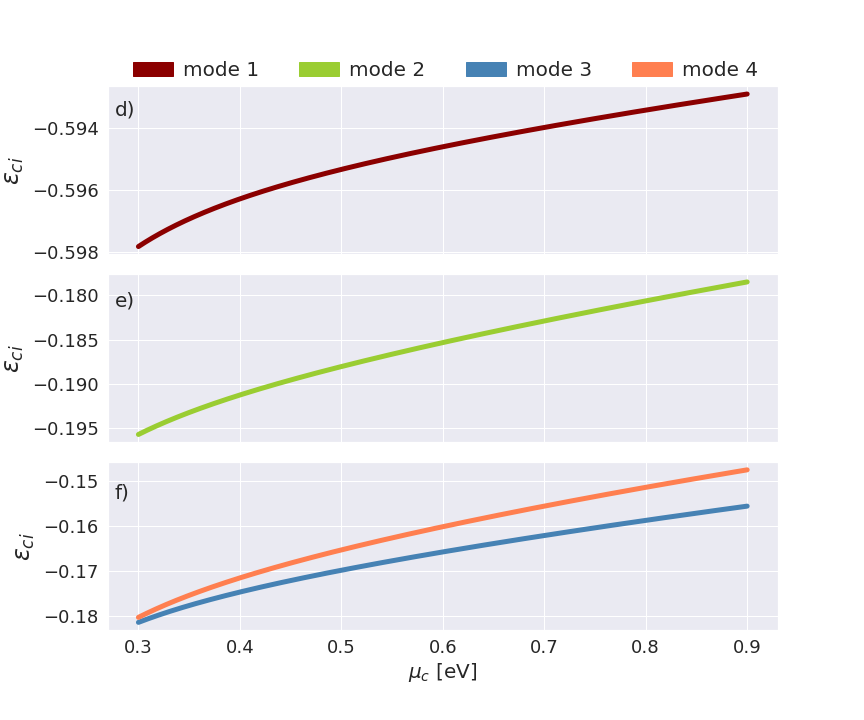 mode 1 mode 2 mode 3 mode 4
d)
−0.594
−0.596
−0.598
ε_ci
e)
−0.180
−0.185
−0.190
−0.195
ε_ci
f)
−0.15
−0.16
−0.17
−0.18
ε_ci
0.3 0.4 0.5 0.6 0.7 0.8 0.9
μ_c [eV]